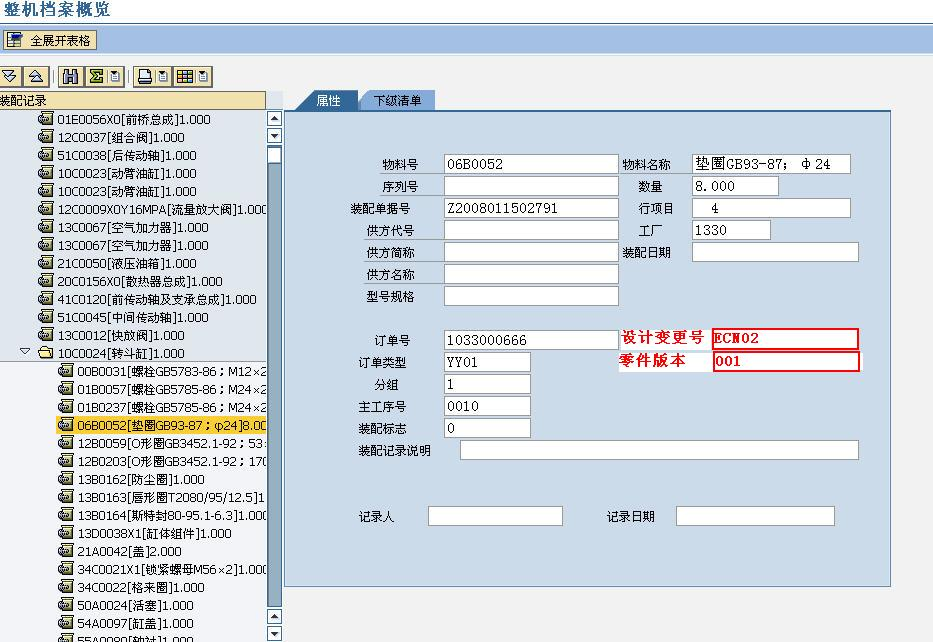 整机档案概览
全展开表格
装配记录
01E0056X0[前桥总成]1.000
12C0037[组合阀]1.000
51C0038[后传动轴]1.000
10C0023[动臂油缸]1.000
10C0023[动臂油缸]1.000
12C0009X0Y16MPA[流量放大阀]1.000
13C0067[空气加力器]1.000
13C0067[空气加力器]1.000
21C0050[液压油箱]1.000
20C0156X0[散热器总成]1.000
41C0120[前传动轴及支承总成]1.000
51C0045[中间传动轴]1.000
13C0012[快放阀]1.000
10C0024[转斗缸]1.000
00B0031[螺栓GB5783-86；M12×2
01B0057[螺栓GB5785-86；M24×2
01B0237[螺栓GB5785-86；M24×2
06B0052[垫圈GB93-87；φ24]8.00
12B0059[O形圈GB3452.1-92；53×
12B0203[O形圈GB3452.1-92；170
13B0162[防尘圈]1.000
13B0163[唇形圈T2080/95/12.5]1
13B0164[斯特封80-95.1-6.3]1.000
13D0038X1[缸体组件]1.000
21A0042[盖]2.000
34C0021X1[锁紧螺母M56×2]1.000
34C0022[格来圈]1.000
50A0024[活塞]1.000
54A0097[缸盖]1.000
55A0080[轴衬]1.000
属性 下级清单
物料号 06B0052 物料名称 垫圈GB93-87； φ24
序列号 数量 8.000
装配单据号 Z2008011502791 行项目 4
供方代号 工厂 1330
供方简称 装配日期
供方名称
型号规格
订单号 1033000666 设计变更号 ECN02
订单类型 YY01 零件版本 001
分组 1
主工序号 0010
装配标志 0
装配记录说明
记录人 记录日期